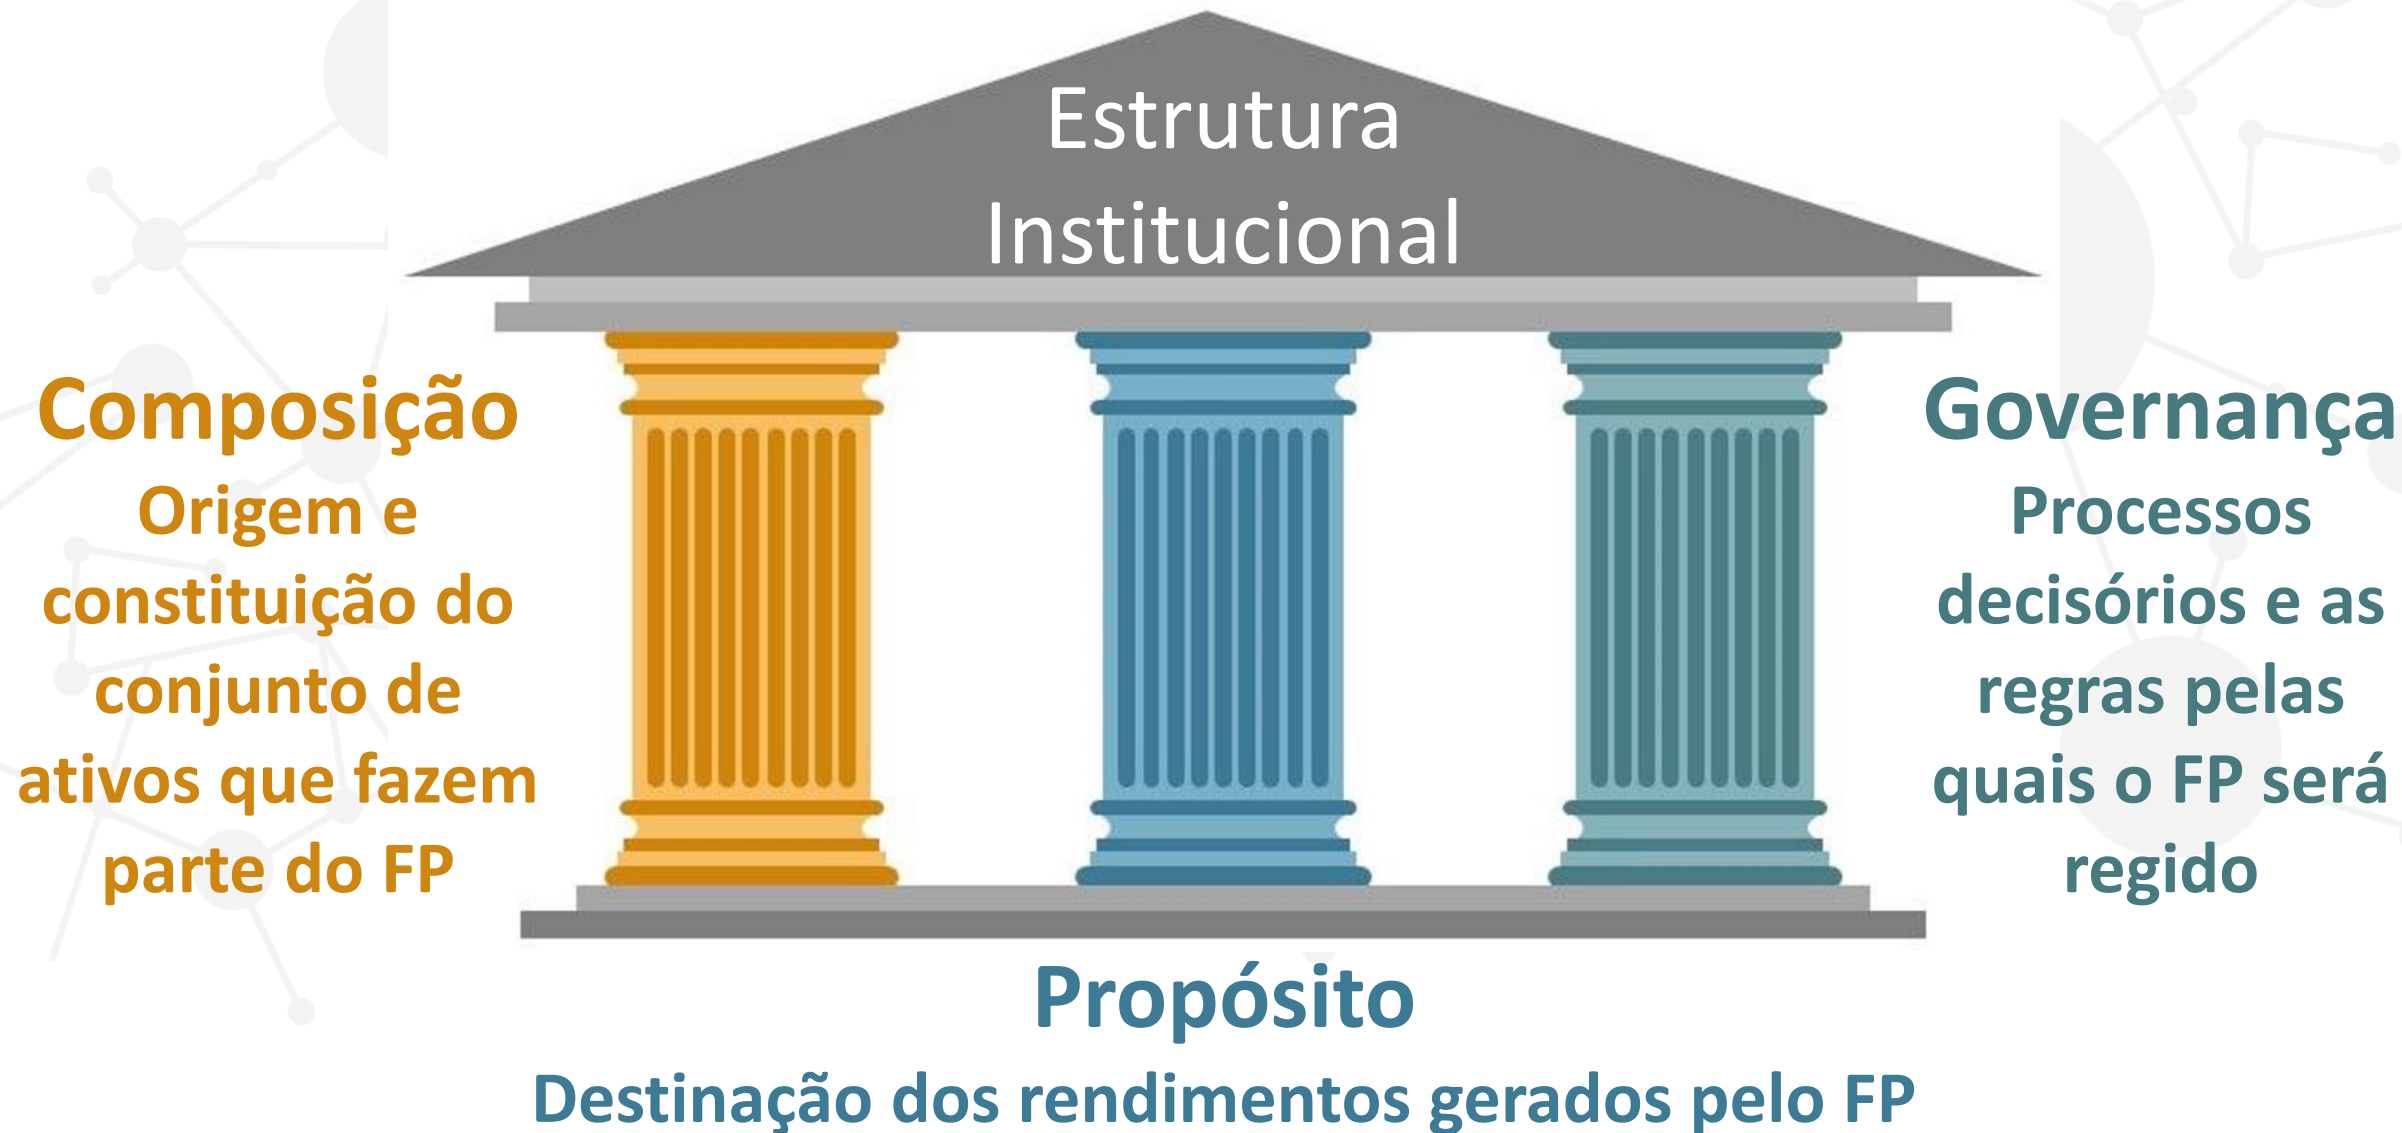 Estrutura
Institucional
Composição
Origem e
constituição do
conjunto de
ativos que fazem
parte do FP
Governança
Processos
decisórios e as
regras pelas
quais o FP será
regido
Propósito
Destinação dos rendimentos gerados pelo FP